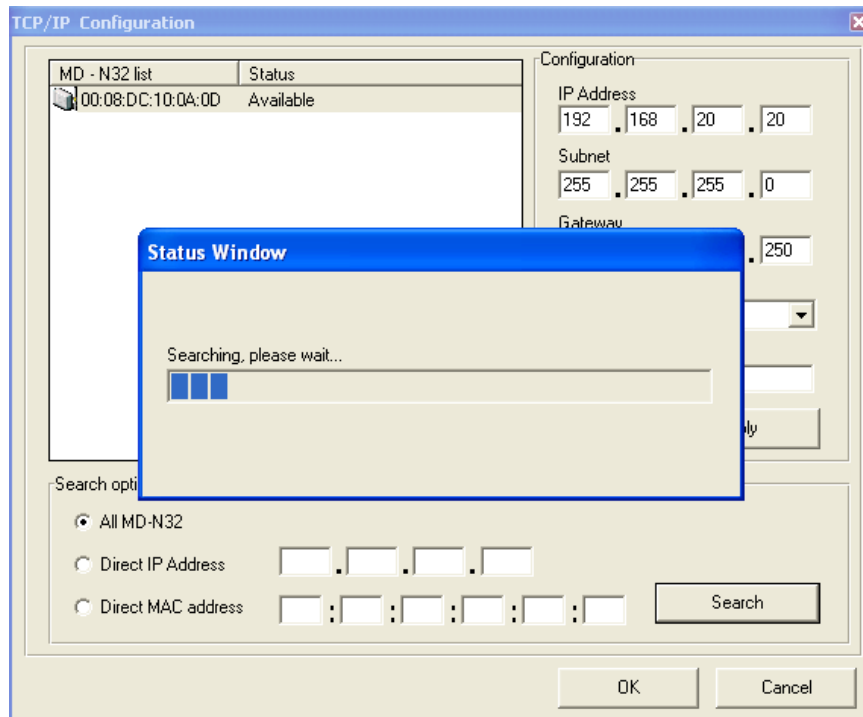 TCP/IP Configuration
MD - N32 list Status
00:08:DC:10:0A:0D Available
Configuration
IP Address
192 . 168 . 20 . 20
Subnet
255 . 255 . 255 . 0
Gateway
. 250
Status Window
Searching, please wait...
Search opti
All MD-N32
Direct IP Address . . .
Direct MAC address : : : : :
Search
OK Cancel